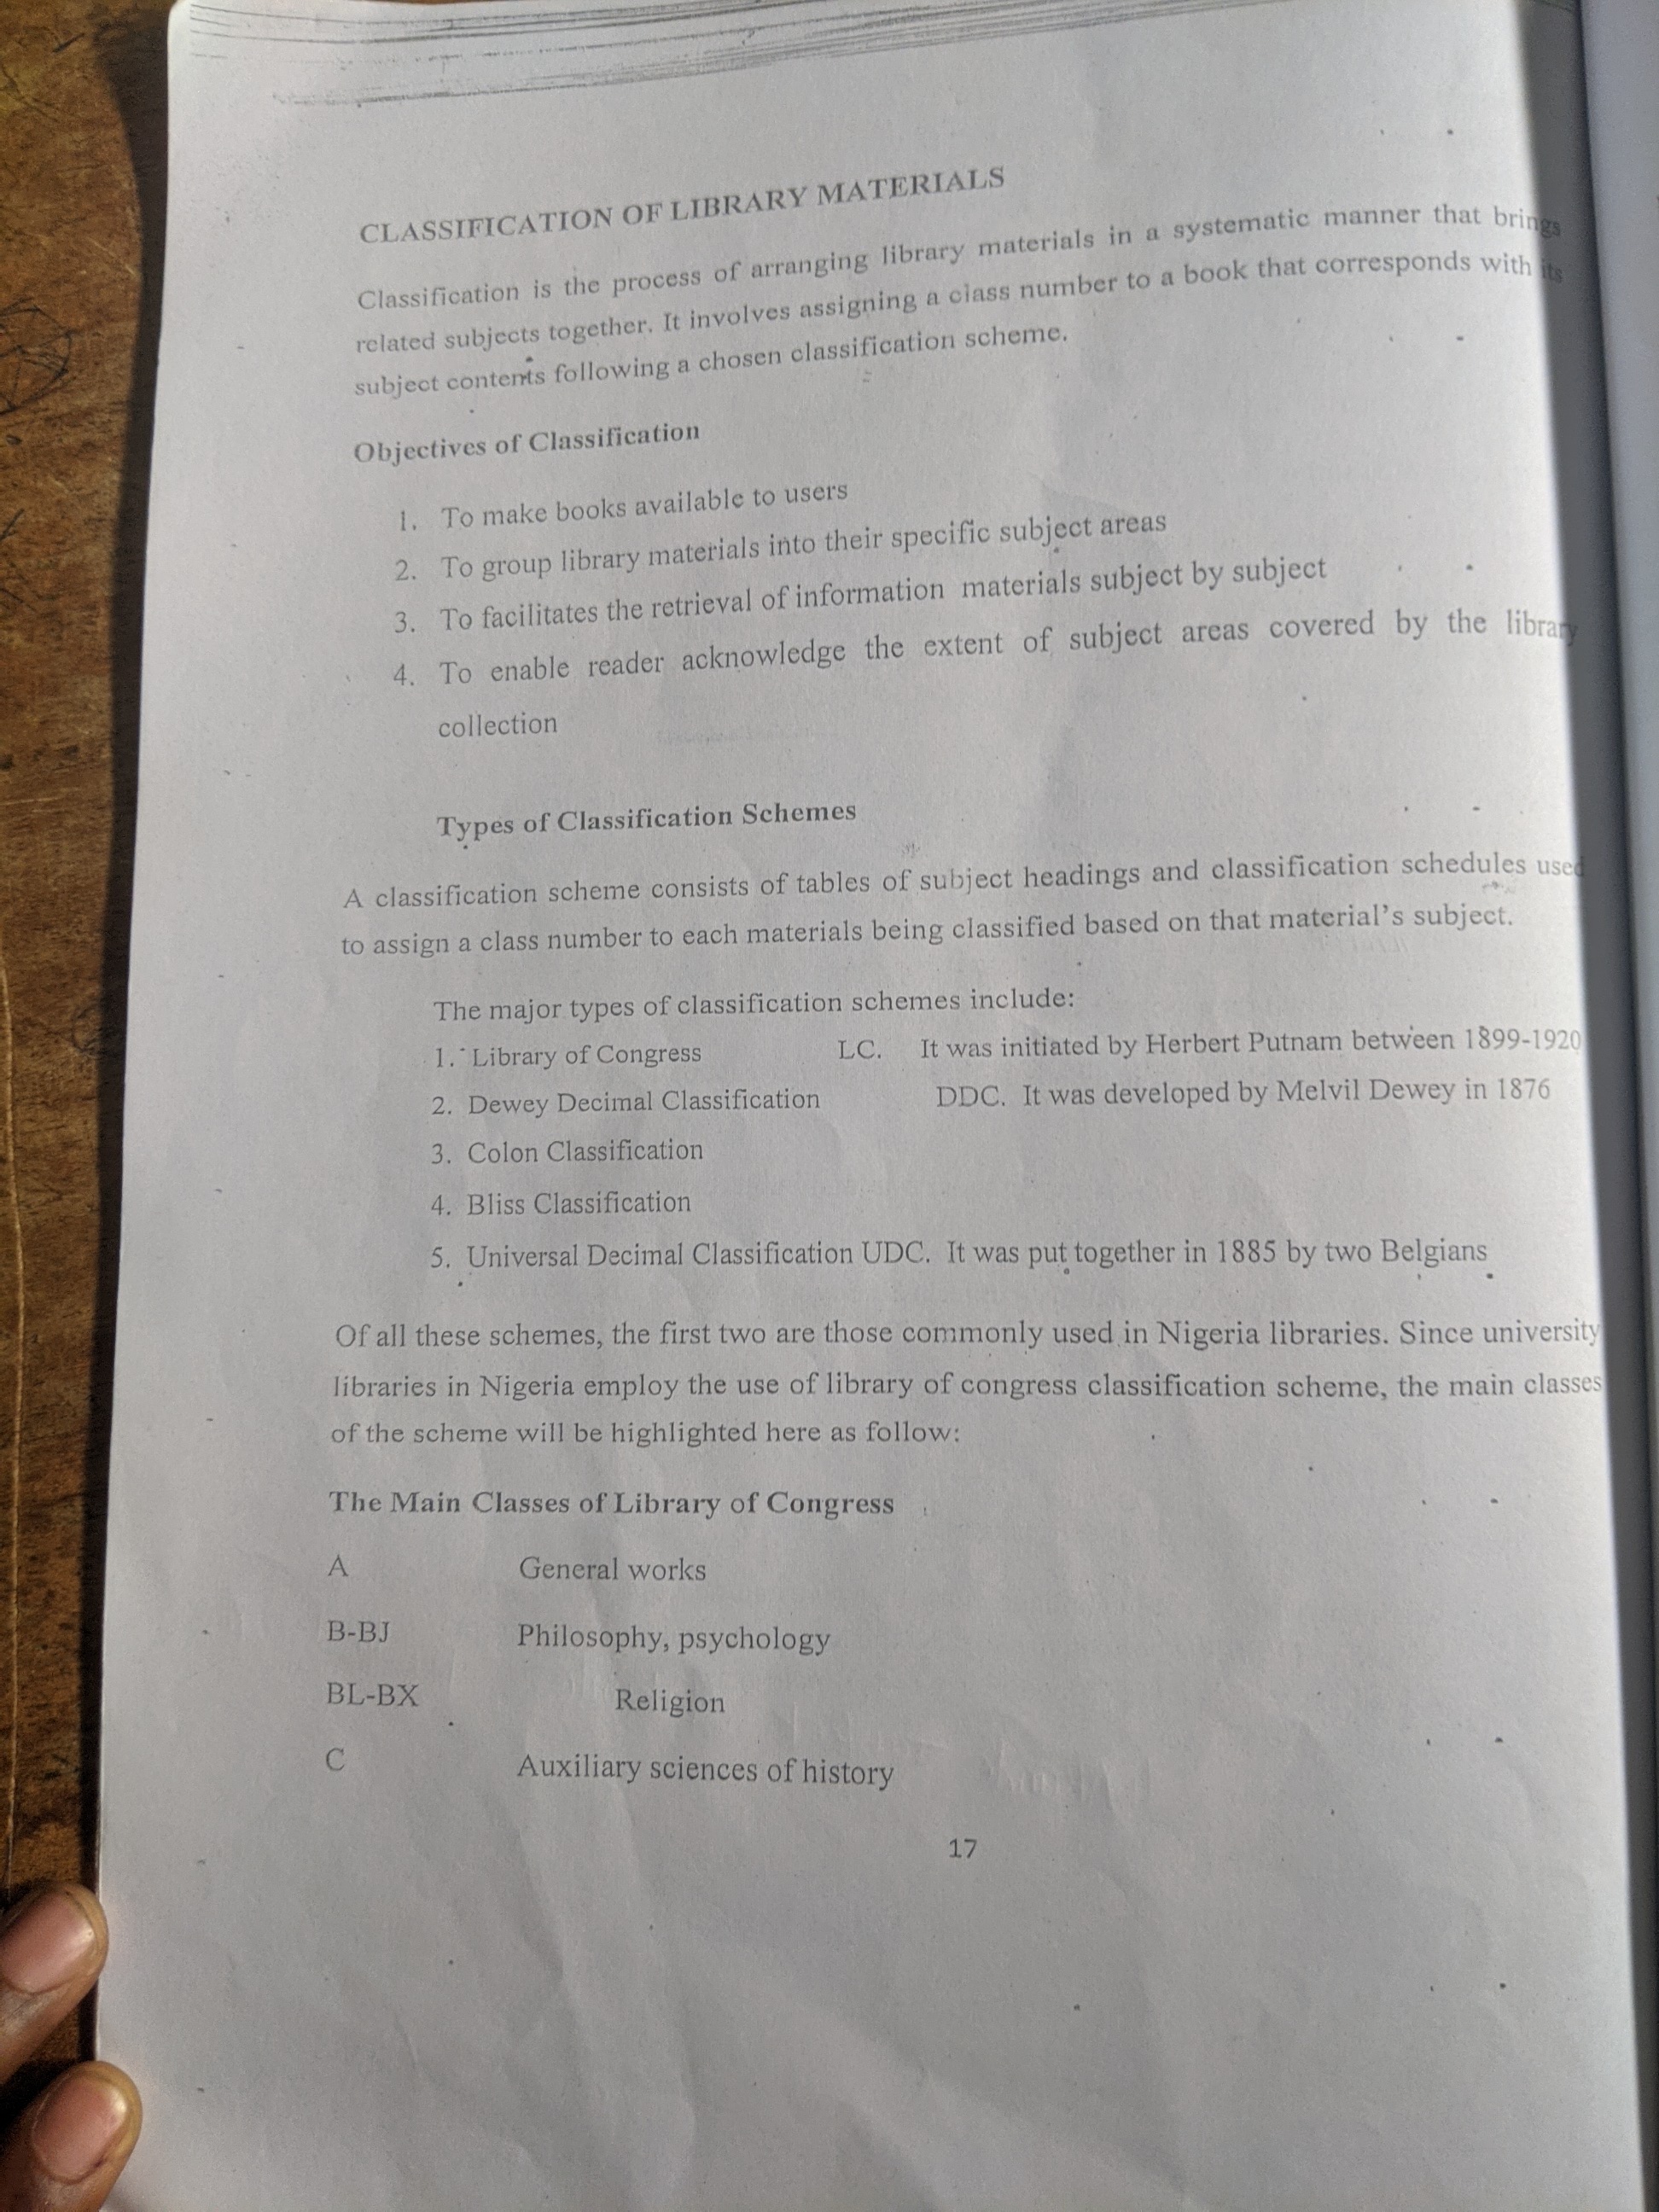 CLASSIFICATION OF LIBRARY MATERIALS
Classification is the process of arranging library materials in a systematic manner that brings
related subjects together. It involves assigning a class number to a book that corresponds with its
subject contents following a chosen classification scheme.
Objectives of Classification
1. To make books available to users
2. To group library materials into their specific subject areas
3. To facilitates the retrieval of information materials subject by subject
4. To enable reader acknowledge the extent of subject areas covered by the library
collection
Types of Classification Schemes
A classification scheme consists of tables of subject headings and classification schedules used
to assign a class number to each materials being classified based on that material's subject.
The major types of classification schemes include:
1. Library of Congress LC. It was initiated by Herbert Putnam between 1899-1920
2. Dewey Decimal Classification DDC. It was developed by Melvil Dewey in 1876
3. Colon Classification
4. Bliss Classification
5. Universal Decimal Classification UDC. It was put together in 1885 by two Belgians
Of all these schemes, the first two are those commonly used in Nigeria libraries. Since university
libraries in Nigeria employ the use of library of congress classification scheme, the main classes
of the scheme will be highlighted here as follow:
The Main Classes of Library of Congress
A General works
B-BJ Philosophy, psychology
BL-BX Religion
C Auxiliary sciences of history
17